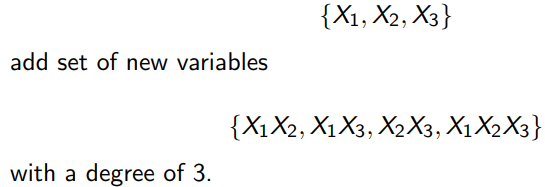 {X₁, X₂, X₃}
add set of new variables
{X₁X₂, X₁X₃, X₂X₃, X₁X₂X₃}
with a degree of 3.